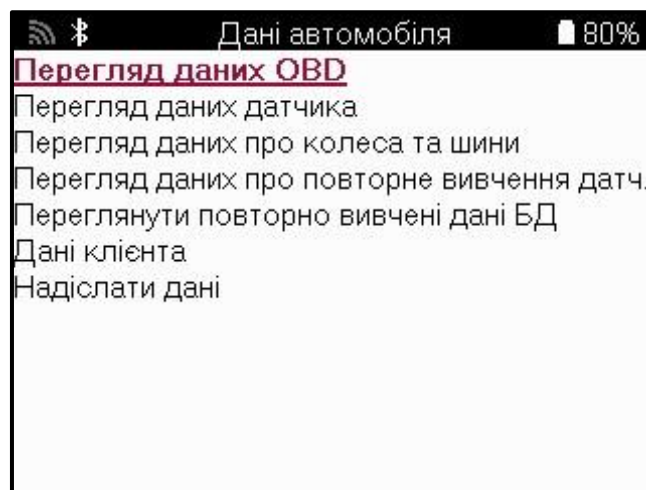 Дані автомобіля 80%
Перегляд даних OBD
Перегляд даних датчика
Перегляд даних про колеса та шини
Перегляд даних про повторне вивчення датч.
Переглянути повторно вивчені дані БД
Дані клієнта
Надіслати дані